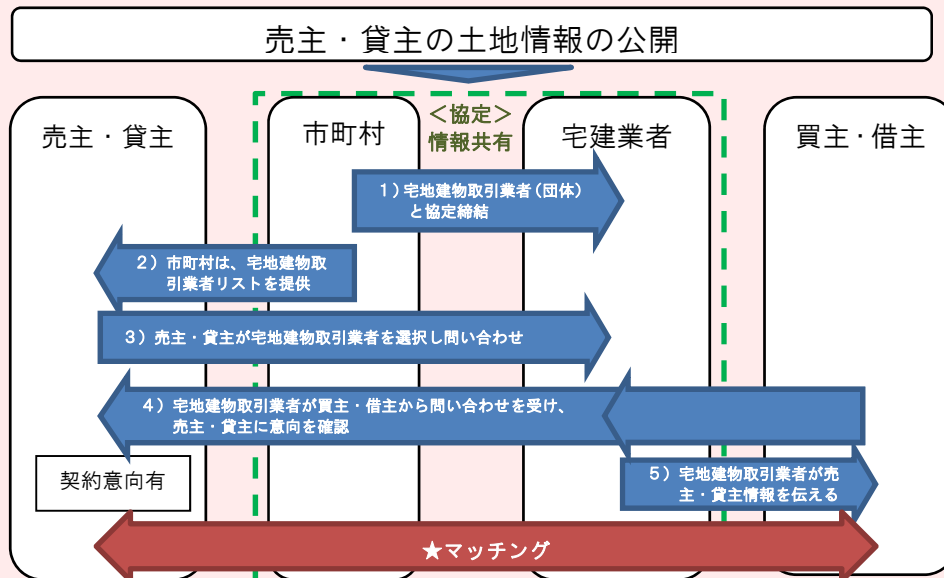 売主・貸主の土地情報の公開
売主・貸主
市町村
＜協定＞
情報共有
宅建業者
買主・借主
１）宅地建物取引業者（団体）
と協定締結
２）市町村は、宅地建物取
引業者リストを提供
３）売主・貸主が宅地建物取引業者を選択し問い合わせ
４）宅地建物取引業者が買主・借主から問い合わせを受け、
売主・貸主に意向を確認
契約意向有
５）宅地建物取引業者が売
主・貸主情報を伝える
★マッチング